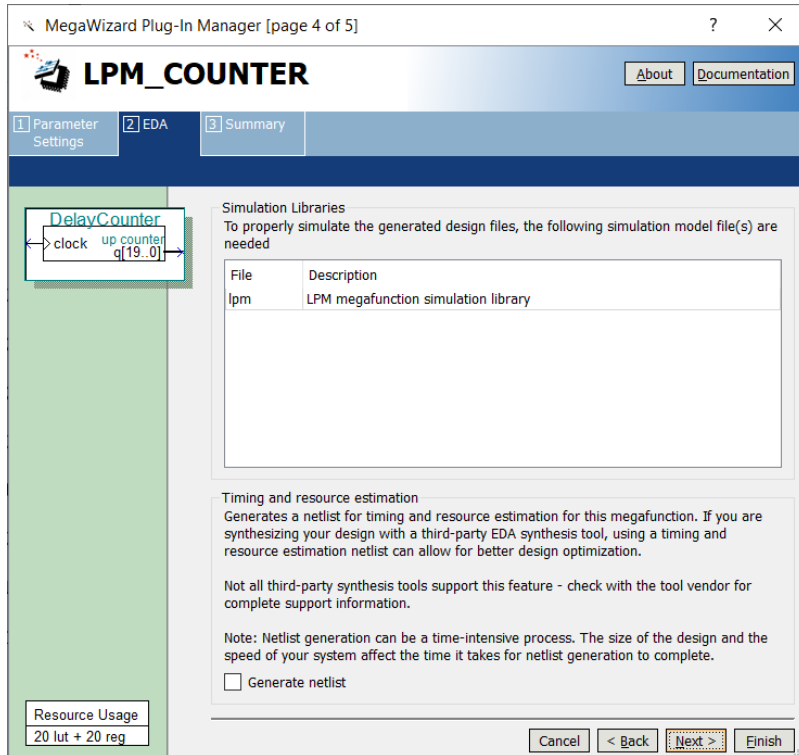 MegaWizard Plug-In Manager [page 4 of 5]
?
LPM_COUNTER
About
Documentation
1 Parameter Settings
2 EDA
3 Summary
DelayCounter
clock
up counter
q[19..0]
Simulation Libraries
To properly simulate the generated design files, the following simulation model file(s) are
needed
File Description
lpm LPM megafunction simulation library
Timing and resource estimation
Generates a netlist for timing and resource estimation for this megafunction. If you are
synthesizing your design with a third-party EDA synthesis tool, using a timing and
resource estimation netlist can allow for better design optimization.
Not all third-party synthesis tools support this feature - check with the tool vendor for
complete support information.
Note: Netlist generation can be a time-intensive process. The size of the design and the
speed of your system affect the time it takes for netlist generation to complete.
Generate netlist
Resource Usage
20 lut + 20 reg
Cancel
< Back
Next >
Finish